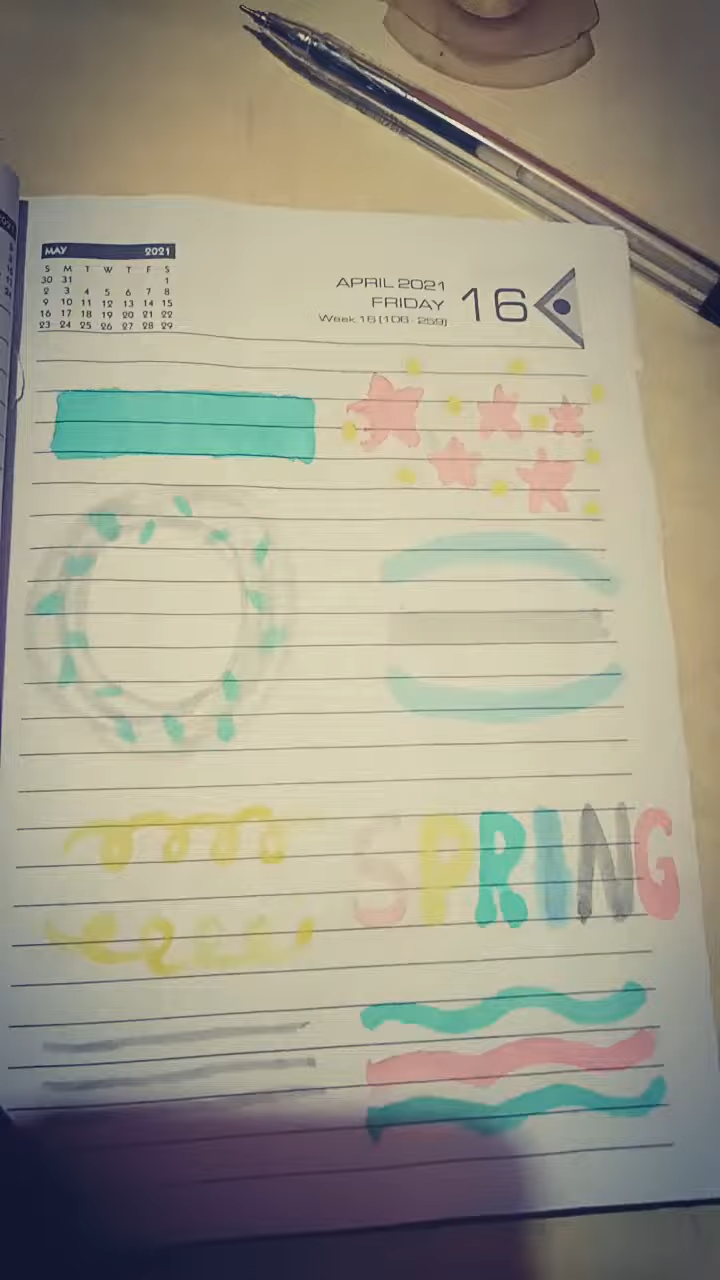 MAY 2021
S M T W T F S
30 31 1
2 3 4 5 6 7 8
9 10 11 12 13 14 15
16 17 18 19 20 21 22
23 24 25 26 27 28 29
APRIL 2021
FRIDAY
Week 16 [106 - 259]
16
SPRING